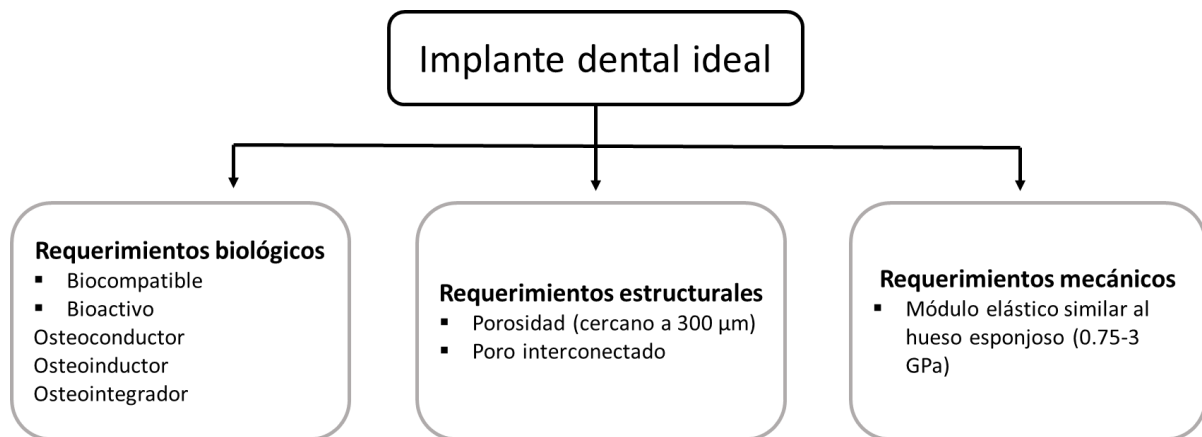 Implante dental ideal
Requerimientos biológicos
▪ Biocompatible
▪ Bioactivo
Osteoconductor
Osteoinductor
Osteointegrador
Requerimientos estructurales
▪ Porosidad (cercano a 300 µm)
▪ Poro interconectado
Requerimientos mecánicos
▪ Módulo elástico similar al
hueso esponjoso (0.75-3
GPa)